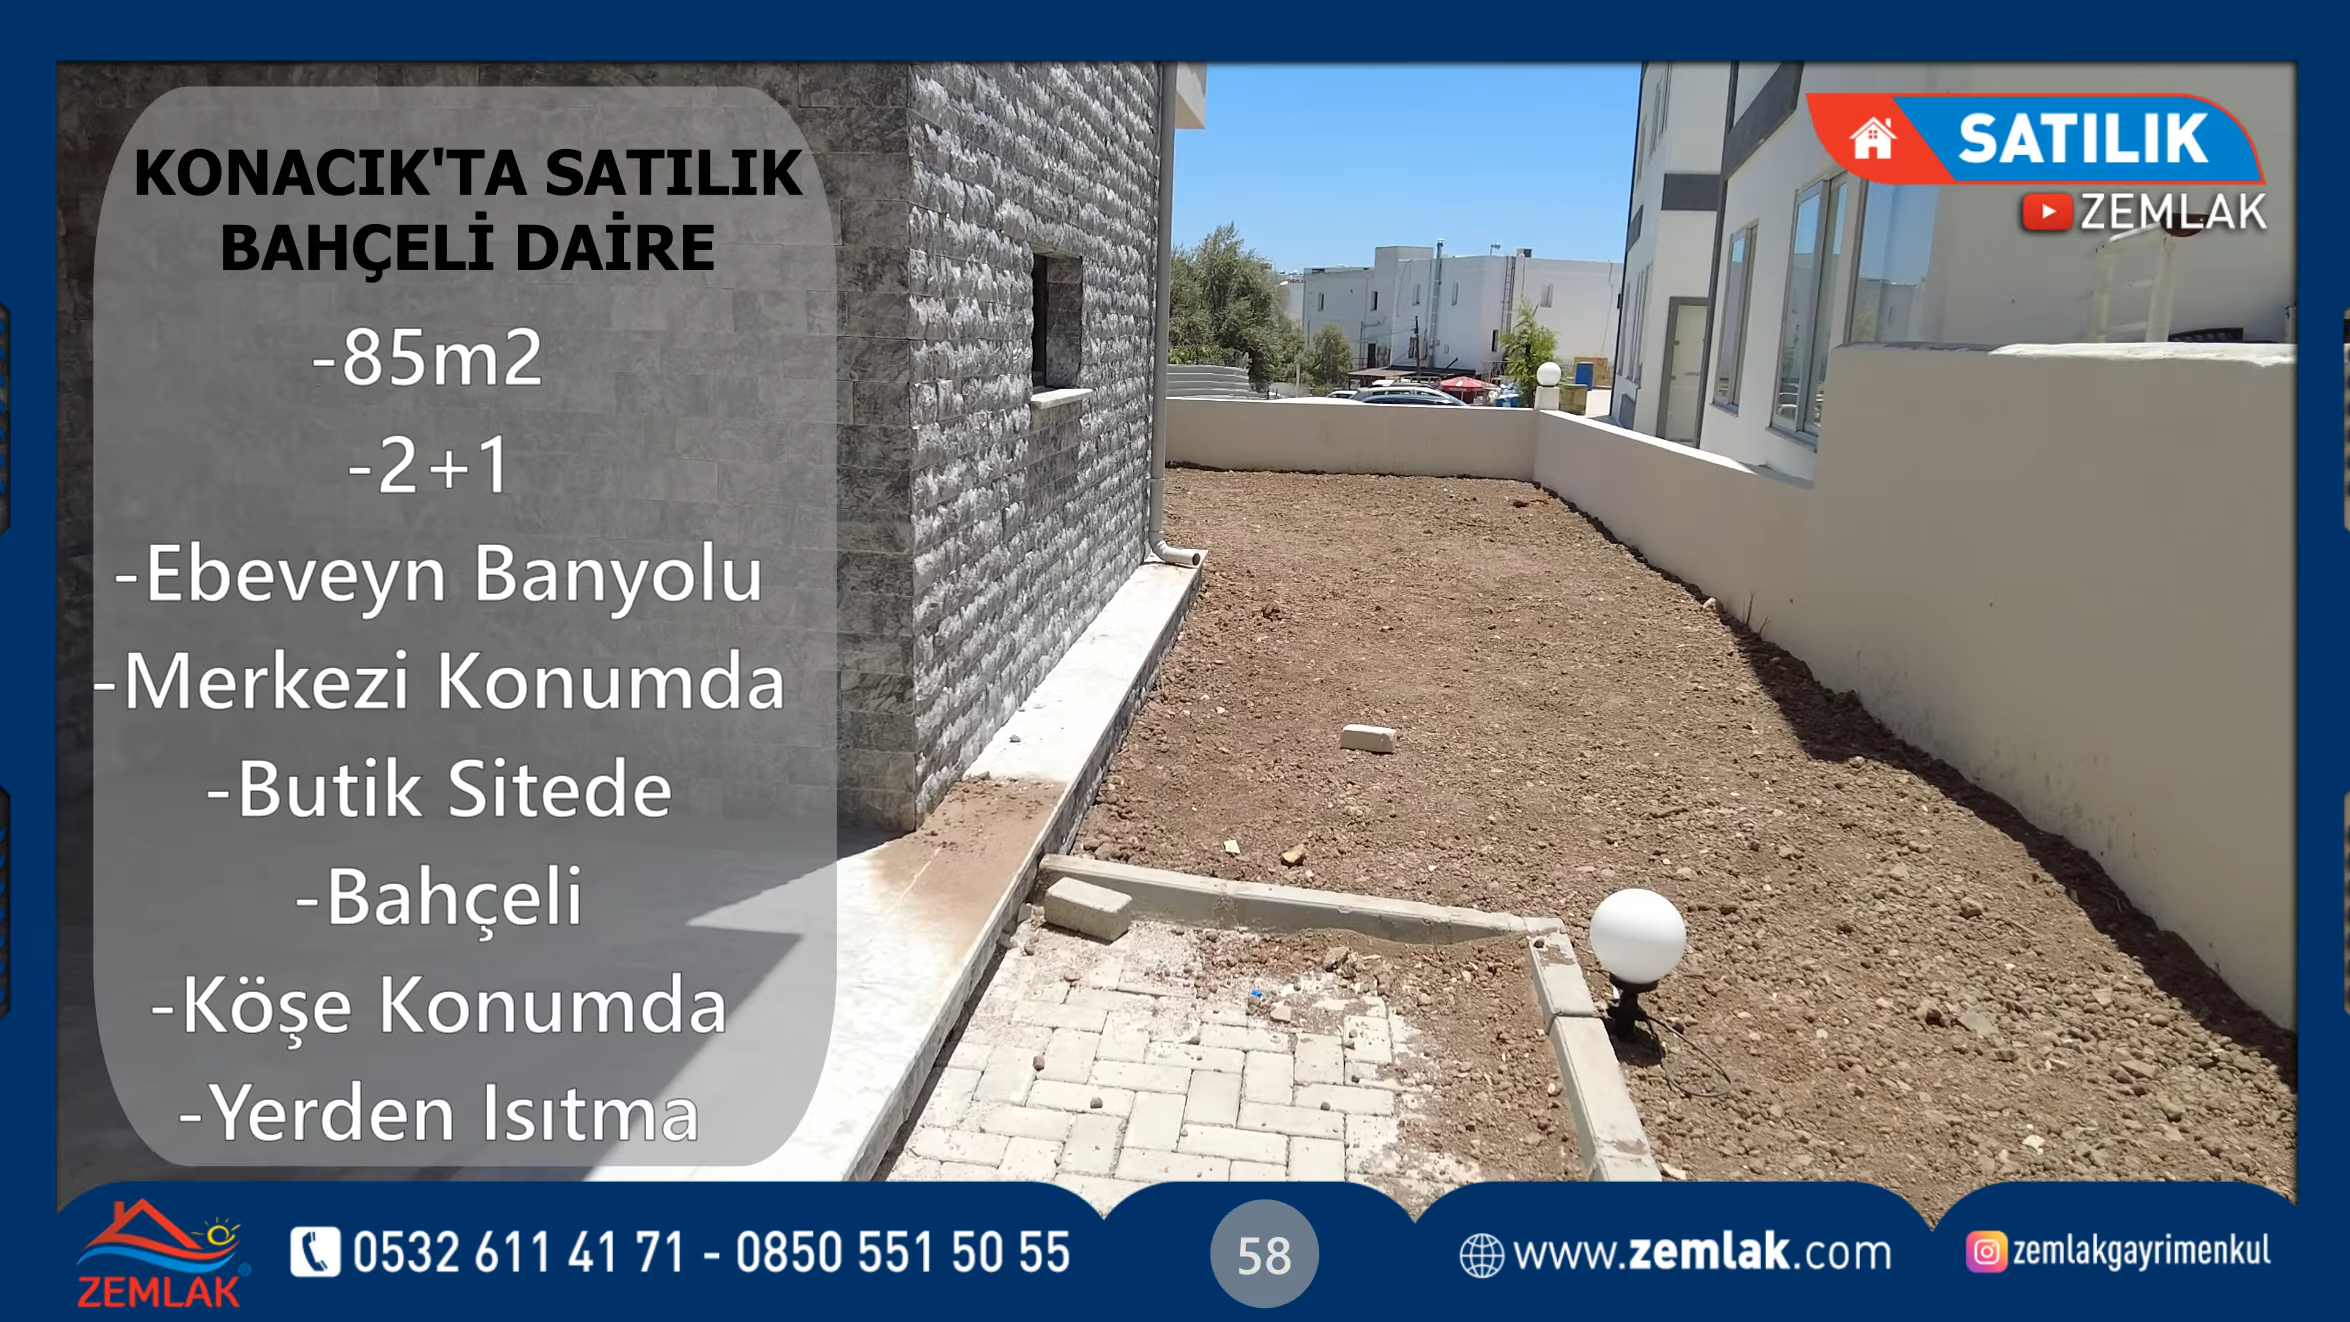 KONACIK'TA SATILIK
BAHÇELİ DAİRE
-85m2
-2+1
-Ebeveyn Banyolu
-Merkezi Konumda
-Butik Sitede
-Bahçeli
-Köşe Konumda
-Yerden Isıtma
SATILIK
ZEMLAK
ZEMLAK®
0532 611 41 71 - 0850 551 50 55
58
www.zemlak.com
zemlakgayrimenkul